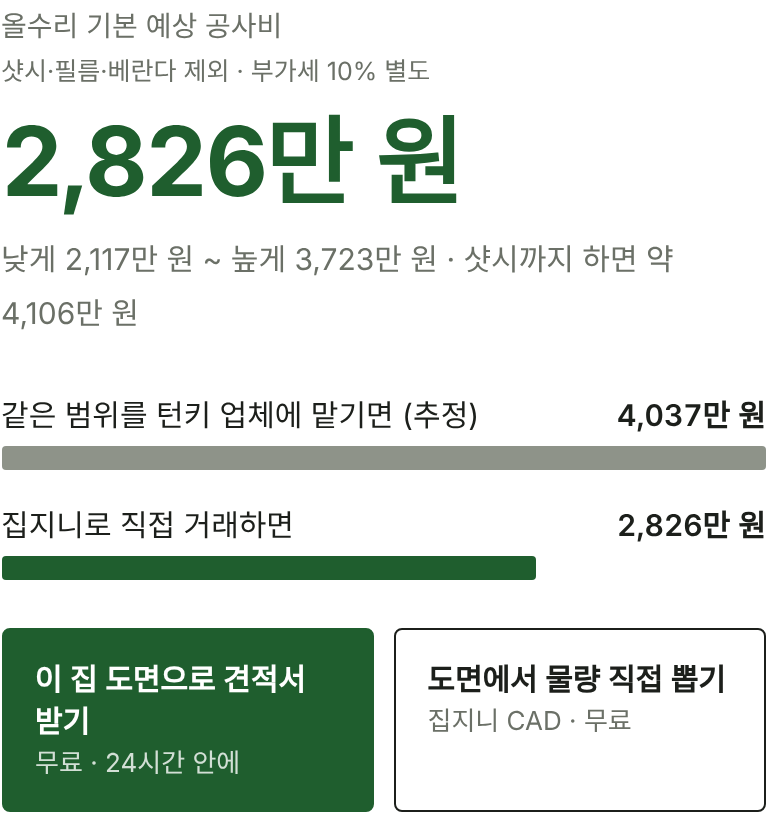 올수리 기본 예상 공사비
샷시·필름·베란다 제외 · 부가세 10% 별도
2,826만 원
낮게 2,117만 원 ~ 높게 3,723만 원 · 샷시까지 하면 약
4,106만 원
같은 범위를 턴키 업체에 맡기면 (추정) 4,037만 원
집지니로 직접 거래하면 2,826만 원
이 집 도면으로 견적서
받기
무료 · 24시간 안에
도면에서 물량 직접 뽑기
집지니 CAD · 무료